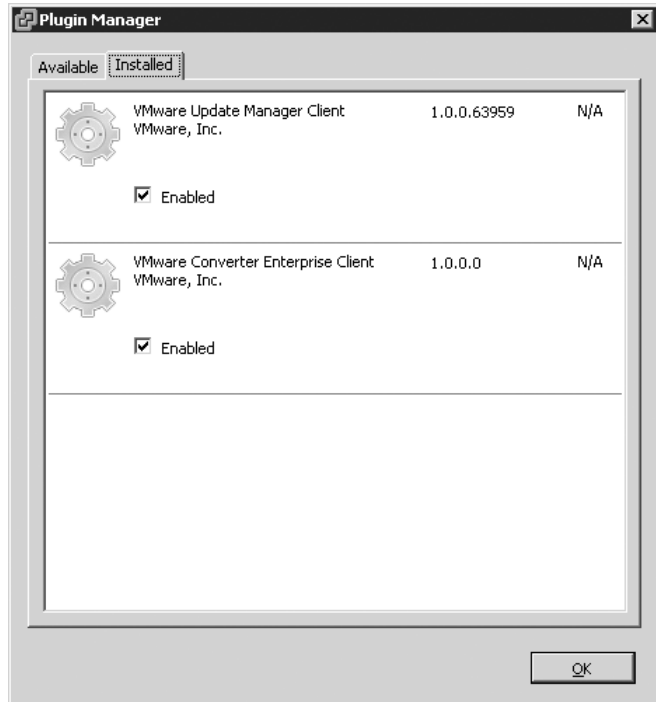 Plugin Manager
Available
Installed
VMware Update Manager Client
1.0.0.63959
N/A
VMware, Inc.
Enabled
VMware Converter Enterprise Client
1.0.0.0
N/A
VMware, Inc.
Enabled
OK